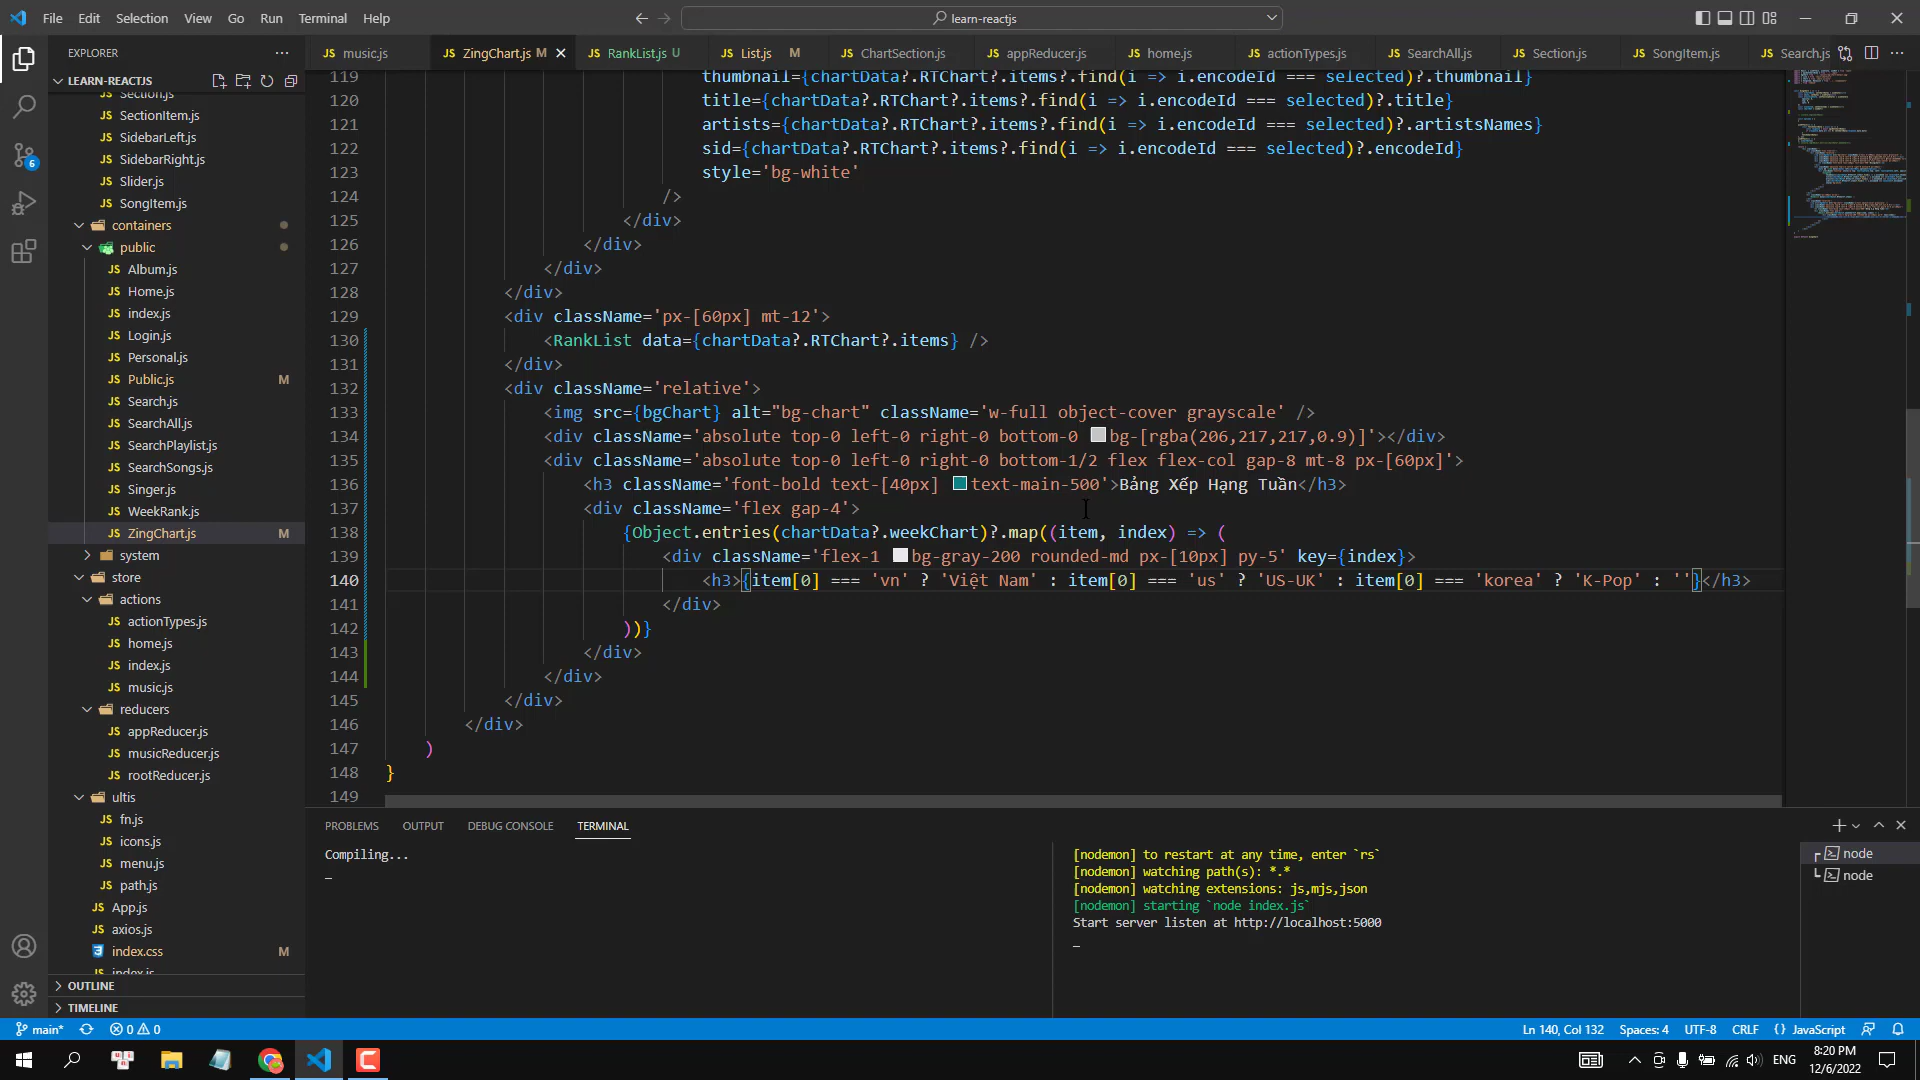 File Edit Selection View Go Run Terminal Help
learn-reactjs
EXPLORER
LEARN-REACTJS
Section.js
SectionItem.js
SidebarLeft.js
SidebarRight.js
Slider.js
SongItem.js
containers
public
Album.js
Home.js
index.js
Login.js
Personal.js
Public.js M
Search.js
SearchAll.js
SearchPlaylist.js
SearchSongs.js
Singer.js
WeekRank.js
ZingChart.js M
system
store
actions
actionTypes.js
home.js
index.js
music.js
reducers
appReducer.js
musicReducer.js
rootReducer.js
ultis
fn.js
icons.js
menu.js
path.js
App.js
axios.js
index.css M
index.js
OUTLINE
TIMELINE
6
music.js ZingChart.js M RankList.js U List.js M ChartSection.js appReducer.js home.js actionTypes.js SearchAll.js Section.js SongItem.js Search.js
119 thumbnail={chartData?.RTChart?.items?.find(i => i.encodeId === selected)?.thumbnail}
120 title={chartData?.RTChart?.items?.find(i => i.encodeId === selected)?.title}
121 artists={chartData?.RTChart?.items?.find(i => i.encodeId === selected)?.artistsNames}
122 sid={chartData?.RTChart?.items?.find(i => i.encodeId === selected)?.encodeId}
123 style='bg-white'
124 />
125 </div>
126 </div>
127 </div>
128 </div>
129 <div className='px-[60px] mt-12'>
130 <RankList data={chartData?.RTChart?.items} />
131 </div>
132 <div className='relative'>
133 <img src={bgChart} alt="bg-chart" className='w-full object-cover grayscale' />
134 <div className='absolute top-0 left-0 right-0 bottom-0 bg-[rgba(206,217,217,0.9)]'></div>
135 <div className='absolute top-0 left-0 right-0 bottom-1/2 flex flex-col gap-8 mt-8 px-[60px]'>
136 <h3 className='font-bold text-[40px] text-main-500'>Bảng Xếp Hạng Tuần</h3>
137 <div className='flex gap-4'>
138 {Object.entries(chartData?.weekChart)?.map((item, index) => (
139 <div className='flex-1 bg-gray-200 rounded-md px-[10px] py-5' key={index}>
140 <h3>{item[0] === 'vn' ? 'Việt Nam' : item[0] === 'us' ? 'US-UK' : item[0] === 'korea' ? 'K-Pop' : ''}</h3>
141 </div>
142 ))}
143 </div>
144 </div>
145 </div>
146 </div>
147 )
148 }
149
PROBLEMS OUTPUT DEBUG CONSOLE TERMINAL
Compiling...
[nodemon] to restart at any time, enter `rs`
[nodemon] watching path(s): *.*
[nodemon] watching extensions: js,mjs,json
[nodemon] starting `node index.js`
Start server listen at http://localhost:5000
node
node
main* 0 0 Ln 140, Col 132 Spaces: 4 UTF-8 CRLF {} JavaScript
ENG
8:20 PM
12/6/2022